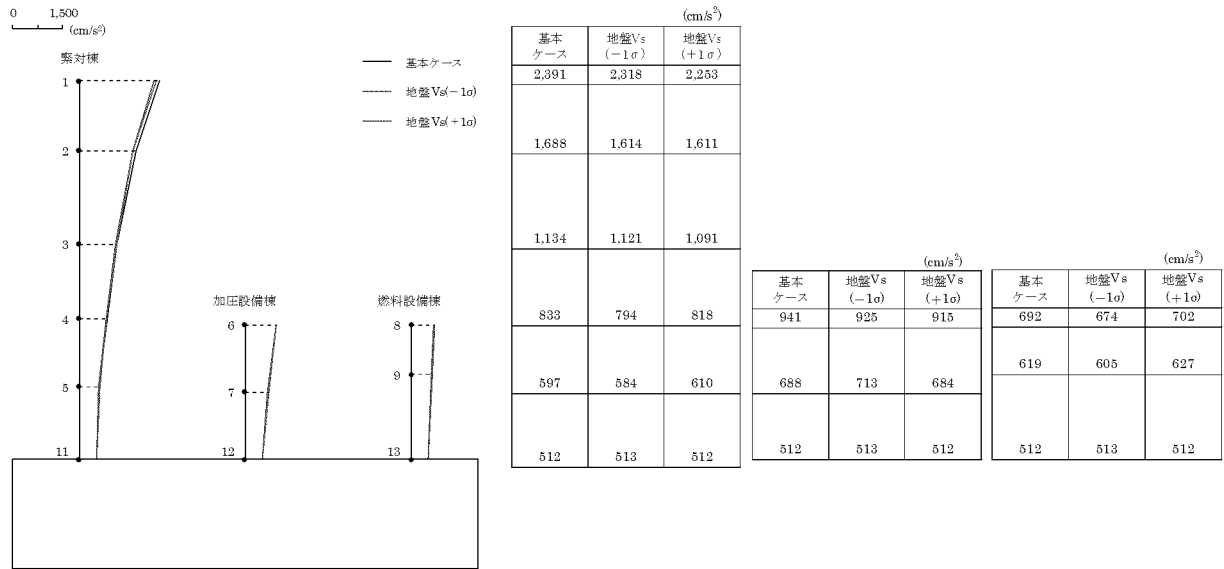 0 1,500
(cm/s²)
緊対棟
1
2
3
4
5
11
基本ケース
地盤Vs(-1σ)
地盤Vs(+1σ)
加圧設備棟
6
7
12
燃料設備棟
8
9
13
(cm/s²)
基本ケース 地盤Vs(-1σ) 地盤Vs(+1σ)
2,391 2,318 2,253
1,688 1,614 1,611
1,134 1,121 1,091
833 794 818
597 584 610
512 513 512
(cm/s²)
基本ケース 地盤Vs(-1σ) 地盤Vs(+1σ)
941 925 915
688 713 684
512 513 512
(cm/s²)
基本ケース 地盤Vs(-1σ) 地盤Vs(+1σ)
692 674 702
619 605 627
512 513 512